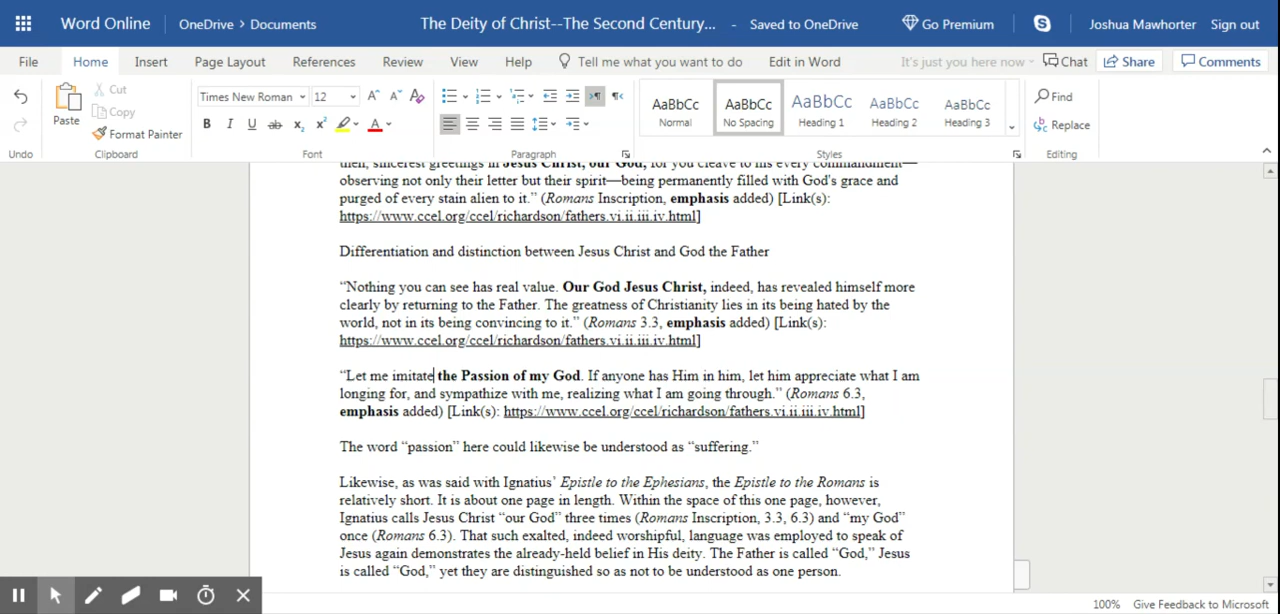 Word Online OneDrive > Documents The Deity of Christ--The Second Century... - Saved to OneDrive Go Premium Joshua Mawhorter Sign out
File Home Insert Page Layout References Review View Help Tell me what you want to do Edit in Word It's just you here now Chat Share Comments
Undo
Paste Cut Copy Format Painter
Clipboard
Times New Roman 12
B I U ab x₂ x² A
Font
Paragraph
AaBbCc AaBbCc AaBbCc AaBbCc AaBbCc
Normal No Spacing Heading 1 Heading 2 Heading 3
Styles
Find
Replace
Editing
then, sincerest greetings in Jesus Christ, our God, for you cleave to his every commandment—
observing not only their letter but their spirit—being permanently filled with God's grace and
purged of every stain alien to it.” (Romans Inscription, emphasis added) [Link(s):
https://www.ccel.org/ccel/richardson/fathers.vi.ii.iii.iv.html]
Differentiation and distinction between Jesus Christ and God the Father
“Nothing you can see has real value. Our God Jesus Christ, indeed, has revealed himself more
clearly by returning to the Father. The greatness of Christianity lies in its being hated by the
world, not in its being convincing to it.” (Romans 3.3, emphasis added) [Link(s):
https://www.ccel.org/ccel/richardson/fathers.vi.ii.iii.iv.html]
“Let me imitate the Passion of my God. If anyone has Him in him, let him appreciate what I am
longing for, and sympathize with me, realizing what I am going through.” (Romans 6.3,
emphasis added) [Link(s): https://www.ccel.org/ccel/richardson/fathers.vi.ii.iii.iv.html]
The word “passion” here could likewise be understood as “suffering.”
Likewise, as was said with Ignatius’ Epistle to the Ephesians, the Epistle to the Romans is
relatively short. It is about one page in length. Within the space of this one page, however,
Ignatius calls Jesus Christ “our God” three times (Romans Inscription, 3.3, 6.3) and “my God”
once (Romans 6.3). That such exalted, indeed worshipful, language was employed to speak of
Jesus again demonstrates the already-held belief in His deity. The Father is called “God,” Jesus
is called “God,” yet they are distinguished so as not to be understood as one person.
100% Give Feedback to Microsoft